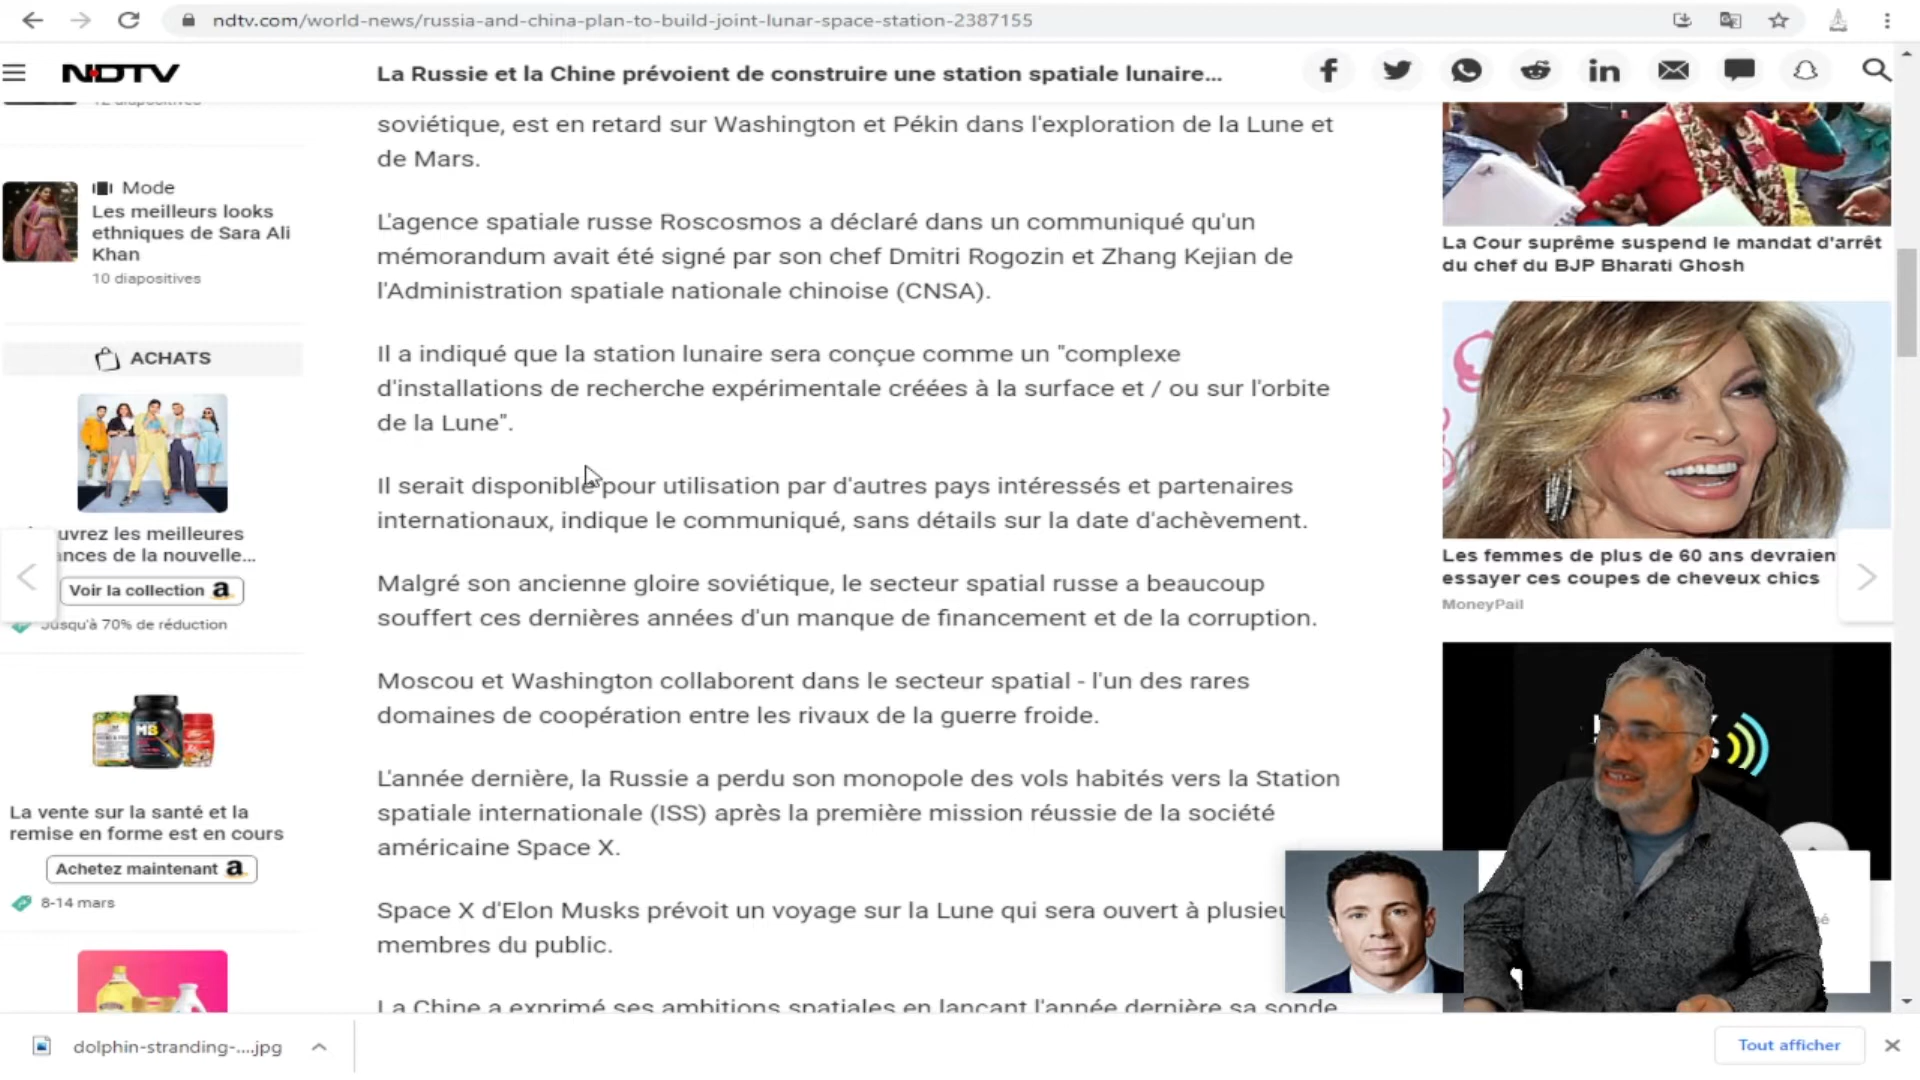 ndtv.com/world-news/russia-and-china-plan-to-build-joint-lunar-space-station-2387155
NDTV
La Russie et la Chine prévoient de construire une station spatiale lunaire...
12 diapositives
Mode
Les meilleurs looks
ethniques de Sara Ali
Khan
10 diapositives
ACHATS
uvrez les meilleures
nces de la nouvelle...
Voir la collection a
Jusqu'à 70% de réduction
MB
La vente sur la santé et la
remise en forme est en cours
Achetez maintenant a
8-14 mars
soviétique, est en retard sur Washington et Pékin dans l'exploration de la Lune et
de Mars.
L'agence spatiale russe Roscosmos a déclaré dans un communiqué qu'un
mémorandum avait été signé par son chef Dmitri Rogozin et Zhang Kejian de
l'Administration spatiale nationale chinoise (CNSA).
Il a indiqué que la station lunaire sera conçue comme un "complexe
d'installations de recherche expérimentale créées à la surface et / ou sur l'orbite
de la Lune".
Il serait disponible pour utilisation par d'autres pays intéressés et partenaires
internationaux, indique le communiqué, sans détails sur la date d'achèvement.
Malgré son ancienne gloire soviétique, le secteur spatial russe a beaucoup
souffert ces dernières années d'un manque de financement et de la corruption.
Moscou et Washington collaborent dans le secteur spatial - l'un des rares
domaines de coopération entre les rivaux de la guerre froide.
L'année dernière, la Russie a perdu son monopole des vols habités vers la Station
spatiale internationale (ISS) après la première mission réussie de la société
américaine Space X.
Space X d'Elon Musks prévoit un voyage sur la Lune qui sera ouvert à plusieu
membres du public.
La Chine a exprimé ses ambitions spatiales en lançant l'année dernière sa sonde
La Cour suprême suspend le mandat d'arrêt
du chef du BJP Bharati Ghosh
Les femmes de plus de 60 ans devraien
essayer ces coupes de cheveux chics
MoneyPail
dolphin-stranding-....jpg
Tout afficher